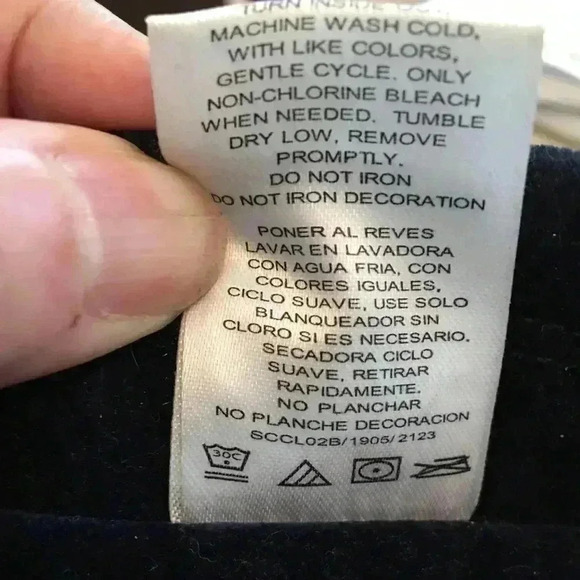 TURN INSIDE
MACHINE WASH COLD,
WITH LIKE COLORS,
GENTLE CYCLE. ONLY
NON-CHLORINE BLEACH
WHEN NEEDED. TUMBLE
DRY LOW, REMOVE
PROMPTLY.
DO NOT IRON
DO NOT IRON DECORATION
PONER AL REVES
LAVAR EN LAVADORA
CON AGUA FRIA, CON
COLORES IGUALES,
CICLO SUAVE, USE SOLO
BLANQUEADOR SIN
CLORO SI ES NECESARIO.
SECADORA CICLO
SUAVE, RETIRAR
RAPIDAMENTE.
NO PLANCHAR
NO PLANCHE DECORACION
SCCL02B/1905/2123
30C